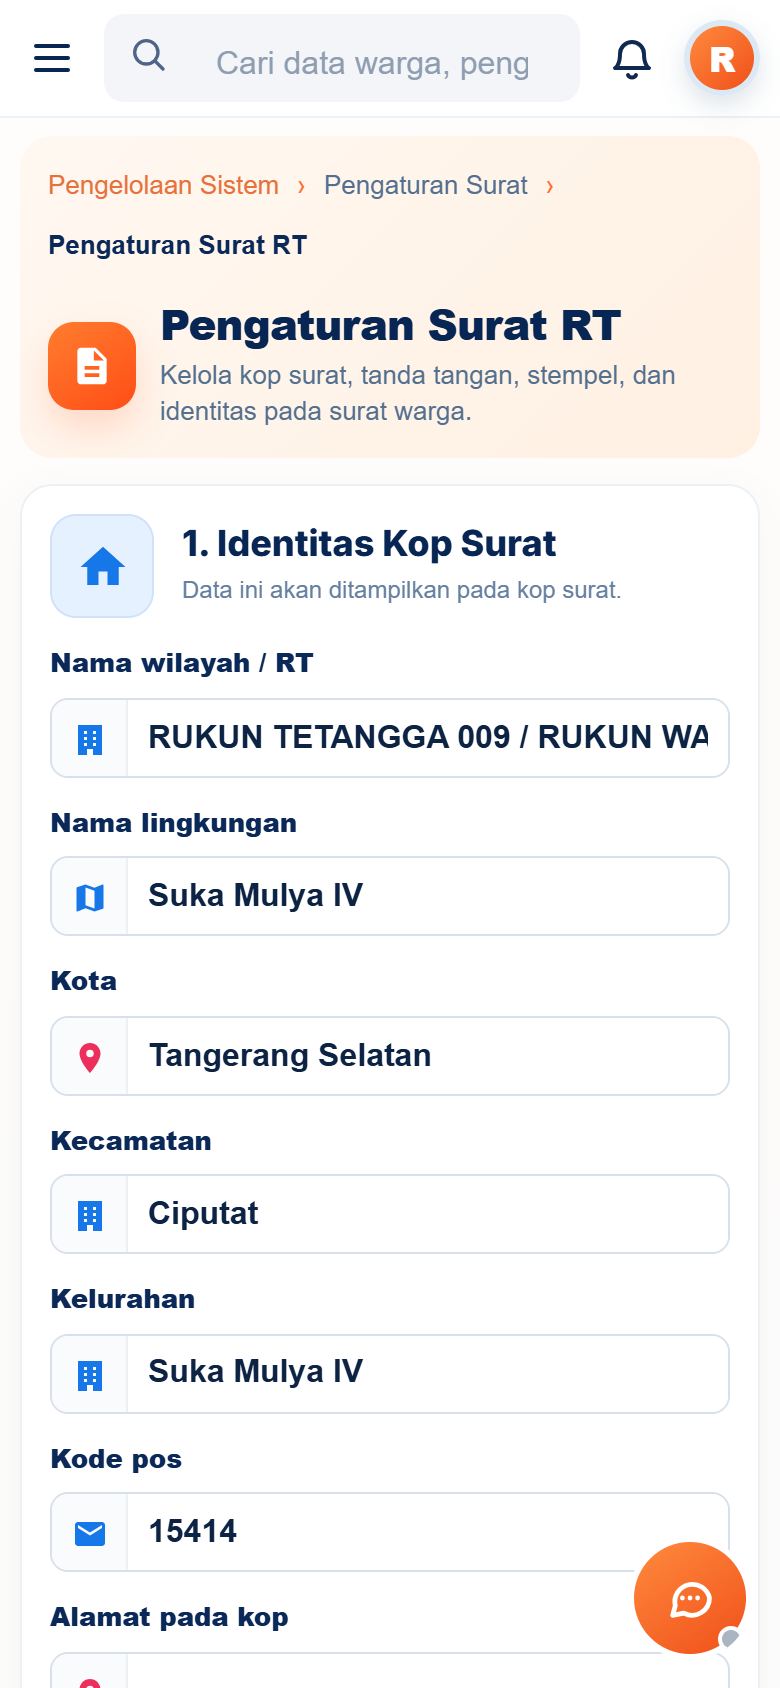 Cari data warga, peng
R
Pengelolaan Sistem › Pengaturan Surat ›
Pengaturan Surat RT
Pengaturan Surat RT
Kelola kop surat, tanda tangan, stempel, dan
identitas pada surat warga.
1. Identitas Kop Surat
Data ini akan ditampilkan pada kop surat.
Nama wilayah / RT
RUKUN TETANGGA 009 / RUKUN WA
Nama lingkungan
Suka Mulya IV
Kota
Tangerang Selatan
Kecamatan
Ciputat
Kelurahan
Suka Mulya IV
Kode pos
15414
Alamat pada kop